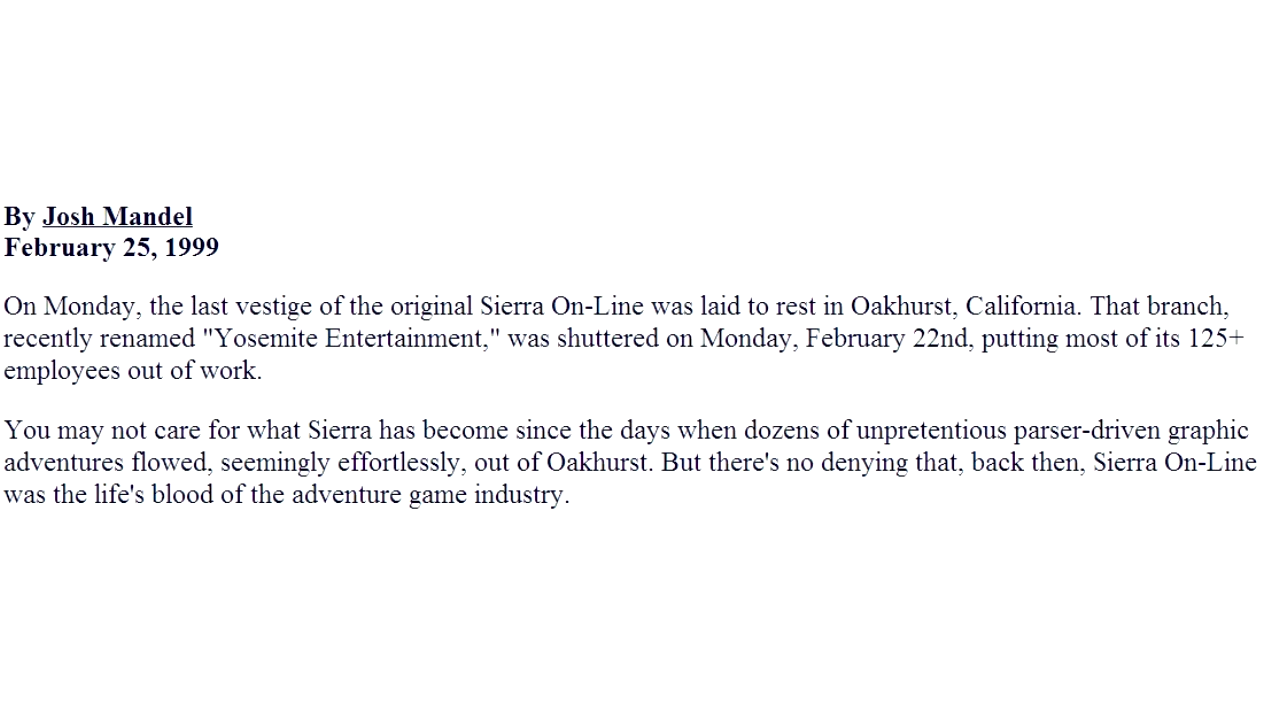 By Josh Mandel
February 25, 1999
On Monday, the last vestige of the original Sierra On-Line was laid to rest in Oakhurst, California. That branch,
recently renamed "Yosemite Entertainment," was shuttered on Monday, February 22nd, putting most of its 125+
employees out of work.
You may not care for what Sierra has become since the days when dozens of unpretentious parser-driven graphic
adventures flowed, seemingly effortlessly, out of Oakhurst. But there's no denying that, back then, Sierra On-Line
was the life's blood of the adventure game industry.